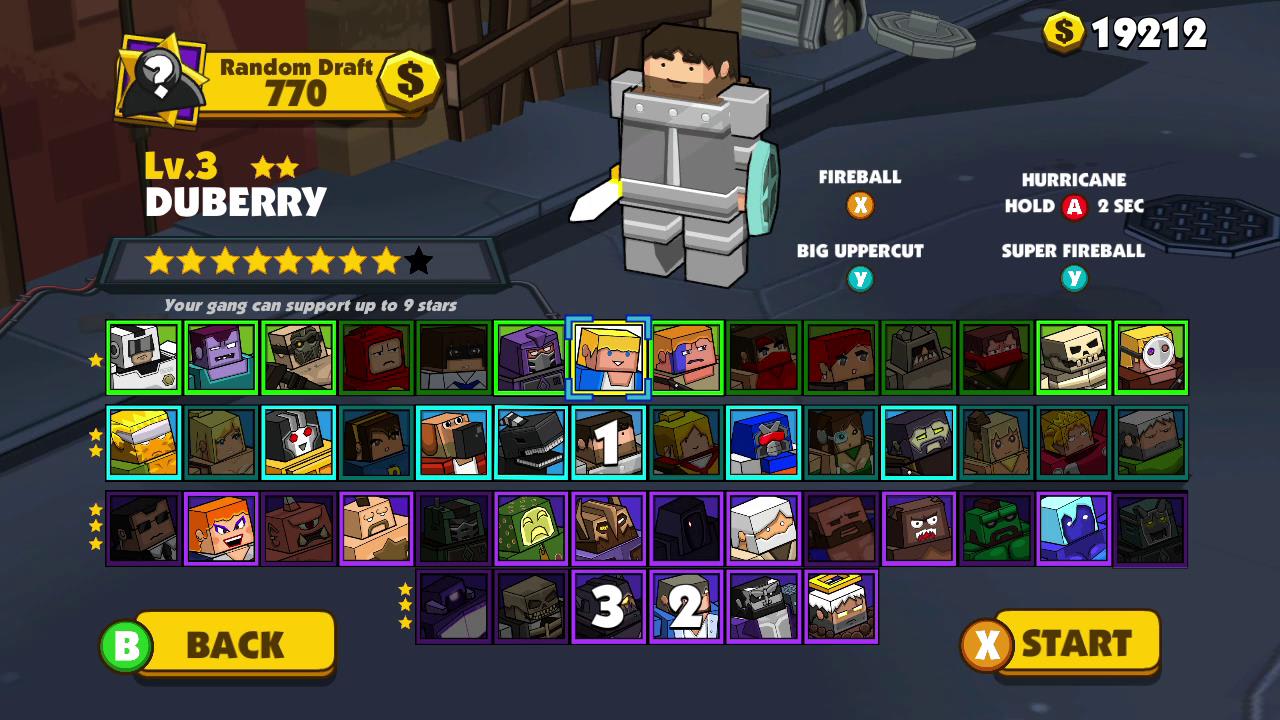 $ 19212
?
Random Draft $
770
Lv.3
DUBERRY
FIREBALL
X
HURRICANE
HOLD A 2 SEC
BIG UPPERCUT
Y
SUPER FIREBALL
Y
Your gang can support up to 9 stars
1
3 2
B BACK
X START